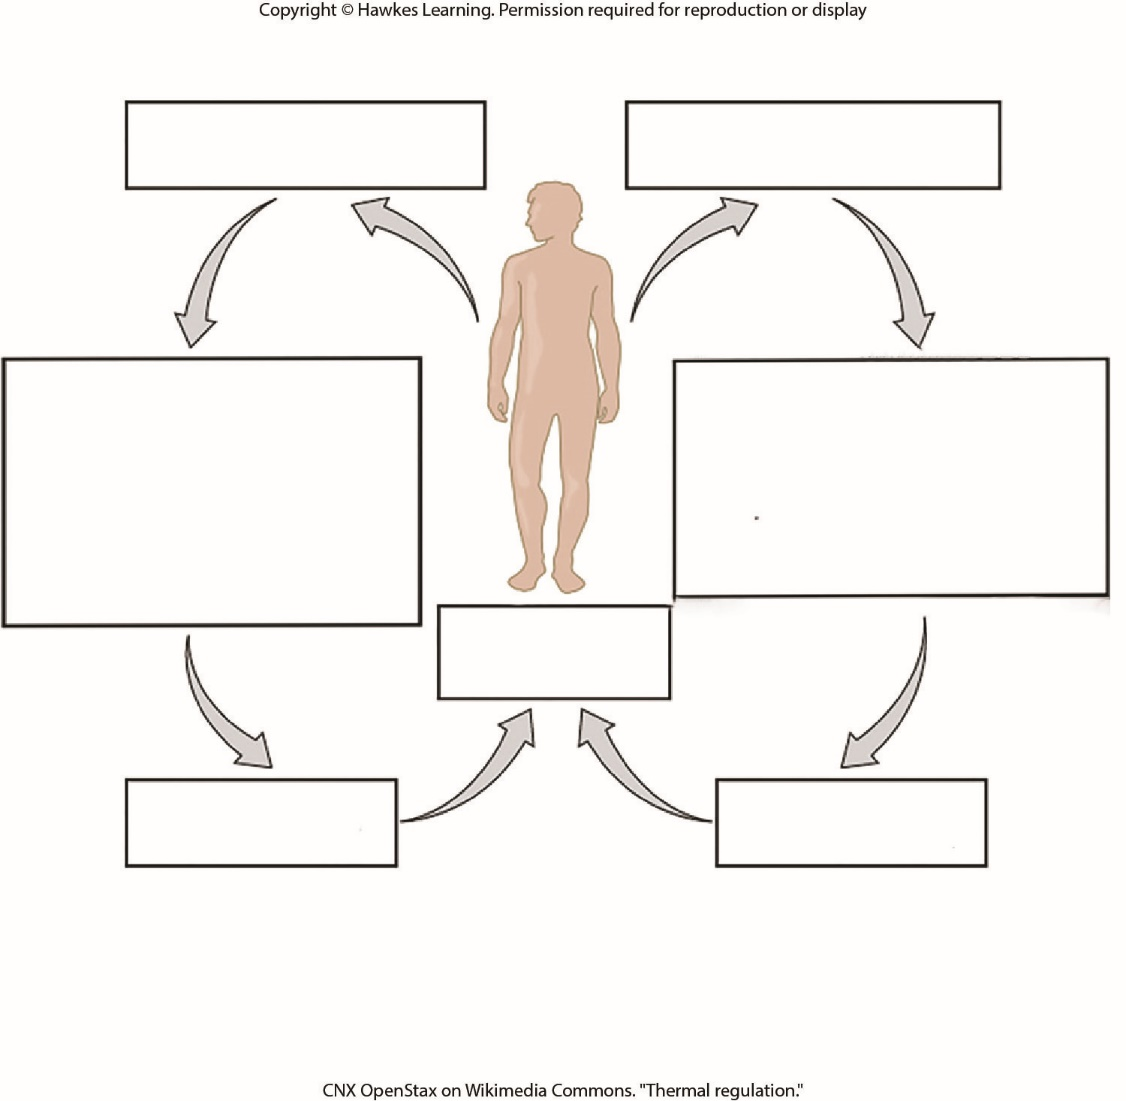 Copyright © Hawkes Learning. Permission required for reproduction or display
CNX OpenStax on Wikimedia Commons. "Thermal regulation."